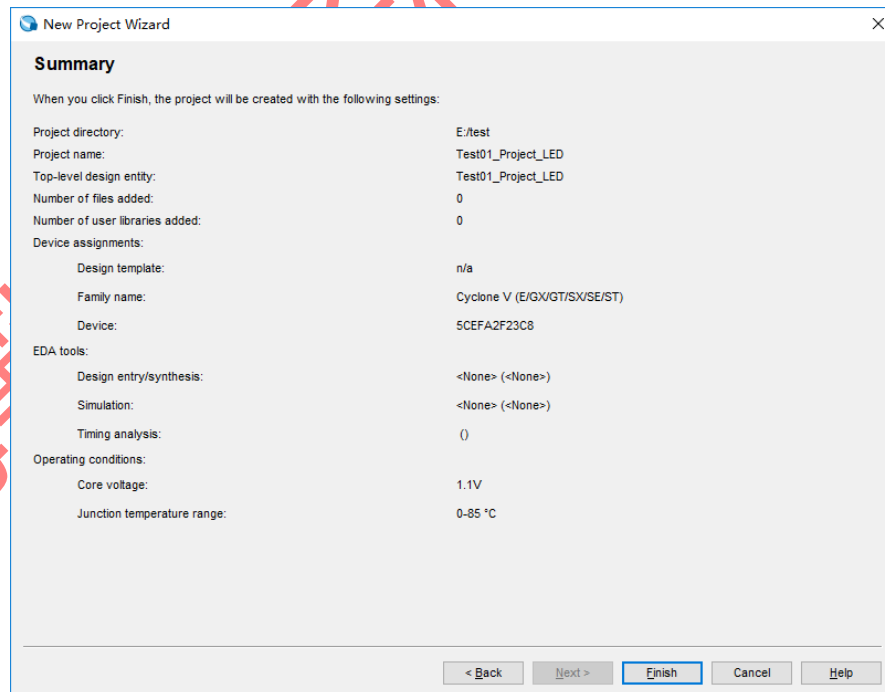 New Project Wizard
Summary
When you click Finish, the project will be created with the following settings:
Project directory: E:/test
Project name: Test01_Project_LED
Top-level design entity: Test01_Project_LED
Number of files added: 0
Number of user libraries added: 0
Device assignments:
Design template: n/a
Family name: Cyclone V (E/GX/GT/SX/SE/ST)
Device: 5CEFA2F23C8
EDA tools:
Design entry/synthesis: <None> (<None>)
Simulation: <None> (<None>)
Timing analysis: ()
Operating conditions:
Core voltage: 1.1V
Junction temperature range: 0-85 °C
< Back Next > Finish Cancel Help